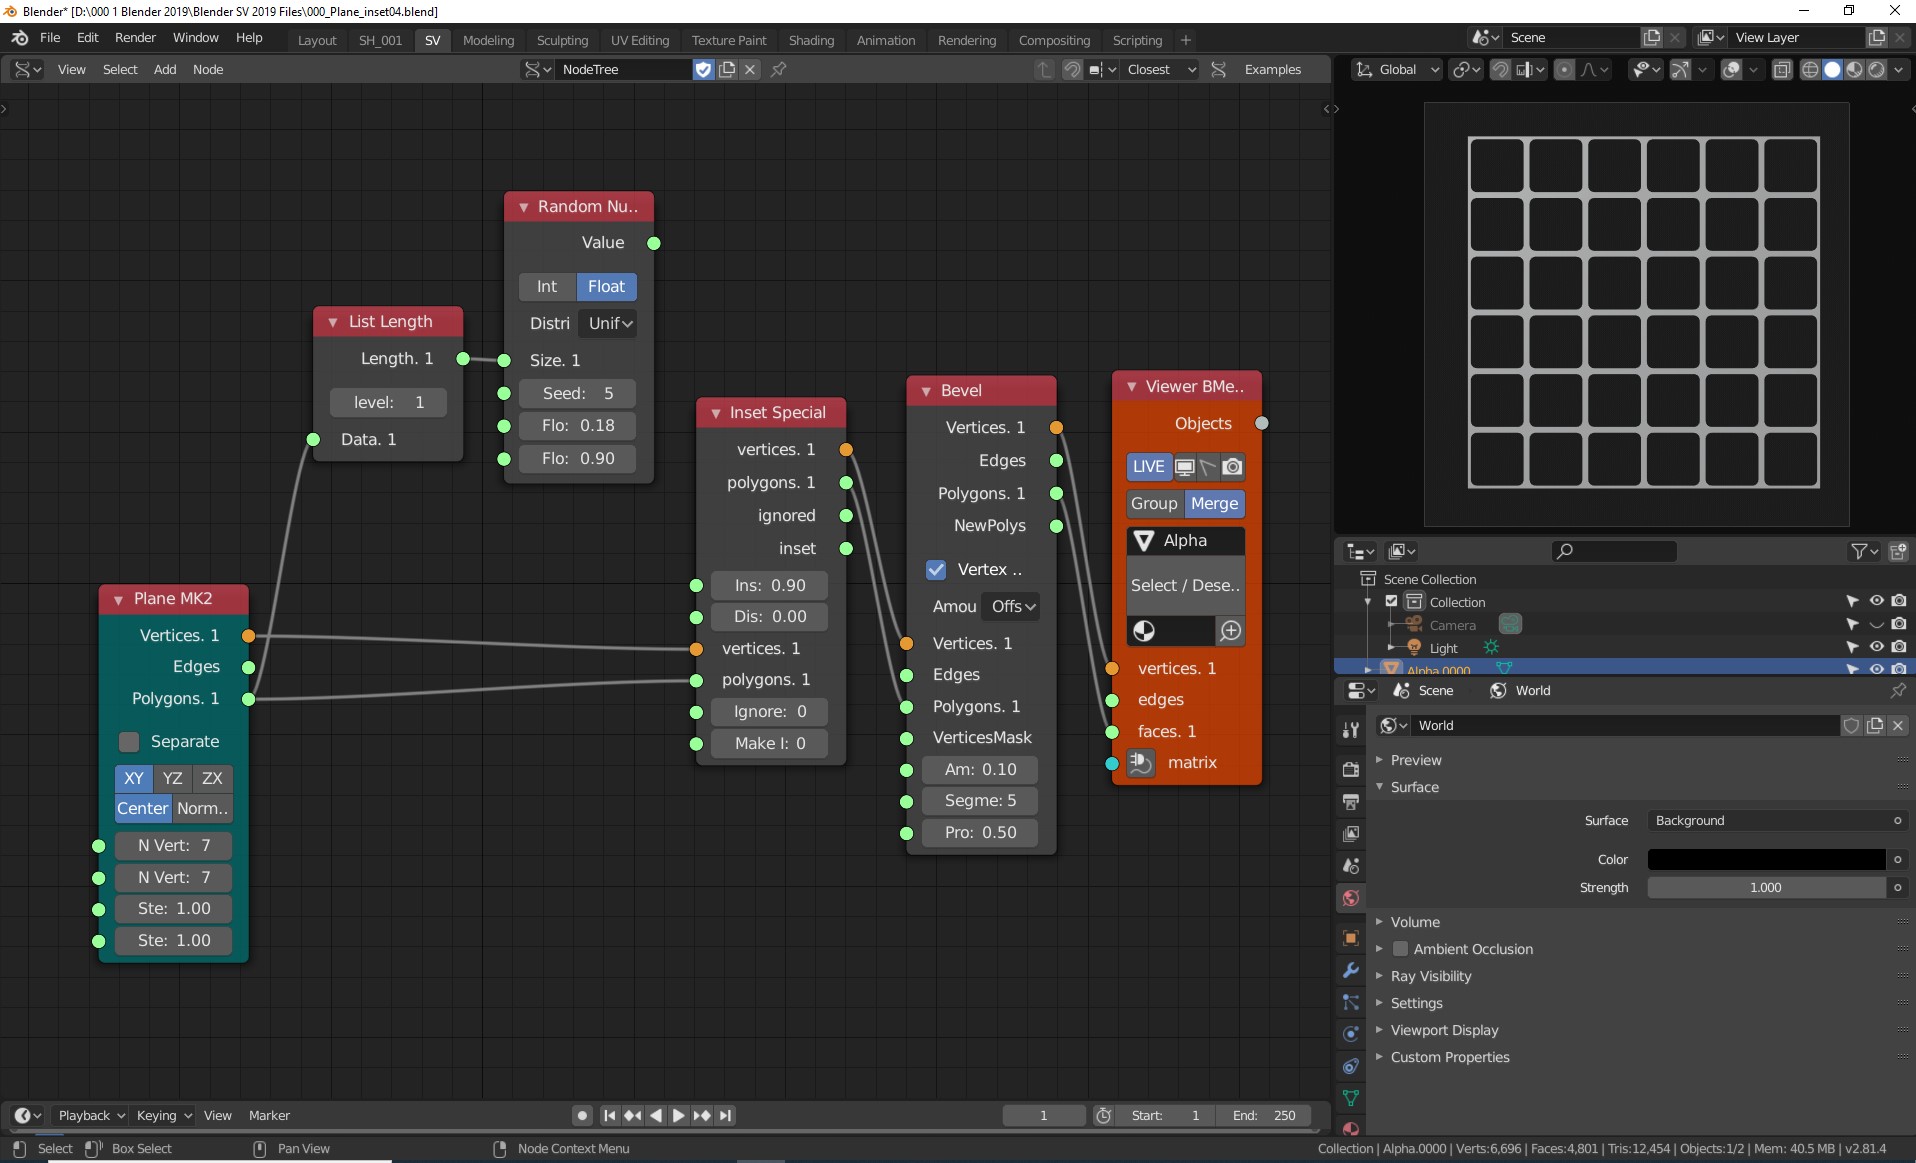 Blender* [D:\000 1 Blender 2019\Blender SV 2019 Files\000_Plane_inset04.blend]
File Edit Render Window Help Layout SH_001 SV Modeling Sculpting UV Editing Texture Paint Shading Animation Rendering Compositing Scripting + Scene View Layer
View Select Add Node NodeTree Closest Examples Global
Random Nu..
Value
Int Float
Distri Unif
Size. 1
Seed: 5
Flo: 0.18
Flo: 0.90
List Length
Length. 1
level: 1
Data. 1
Inset Special
vertices. 1
polygons. 1
ignored
inset
Ins: 0.90
Dis: 0.00
vertices. 1
polygons. 1
Ignore: 0
Make I: 0
Bevel
Vertices. 1
Edges
Polygons. 1
NewPolys
Vertex ..
Amou Offs
Vertices. 1
Edges
Polygons. 1
VerticesMask
Am: 0.10
Segme: 5
Pro: 0.50
Viewer BMe..
Objects
LIVE
Group Merge
Alpha
Select / Dese..
vertices. 1
edges
faces. 1
matrix
Plane MK2
Vertices. 1
Edges
Polygons. 1
Separate
XY YZ ZX
Center Norm..
N Vert: 7
N Vert: 7
Ste: 1.00
Ste: 1.00
Scene Collection
Collection
Camera
Light
Alpha.0000
Scene World
World
Preview
Surface
Surface Background
Color
Strength 1.000
Volume
Ambient Occlusion
Ray Visibility
Settings
Viewport Display
Custom Properties
Playback Keying View Marker 1 Start: 1 End: 250
Select Box Select Pan View Node Context Menu Collection | Alpha.0000 | Verts:6,696 | Faces:4,801 | Tris:12,454 | Objects:1/2 | Mem: 40.5 MB | v2.81.4